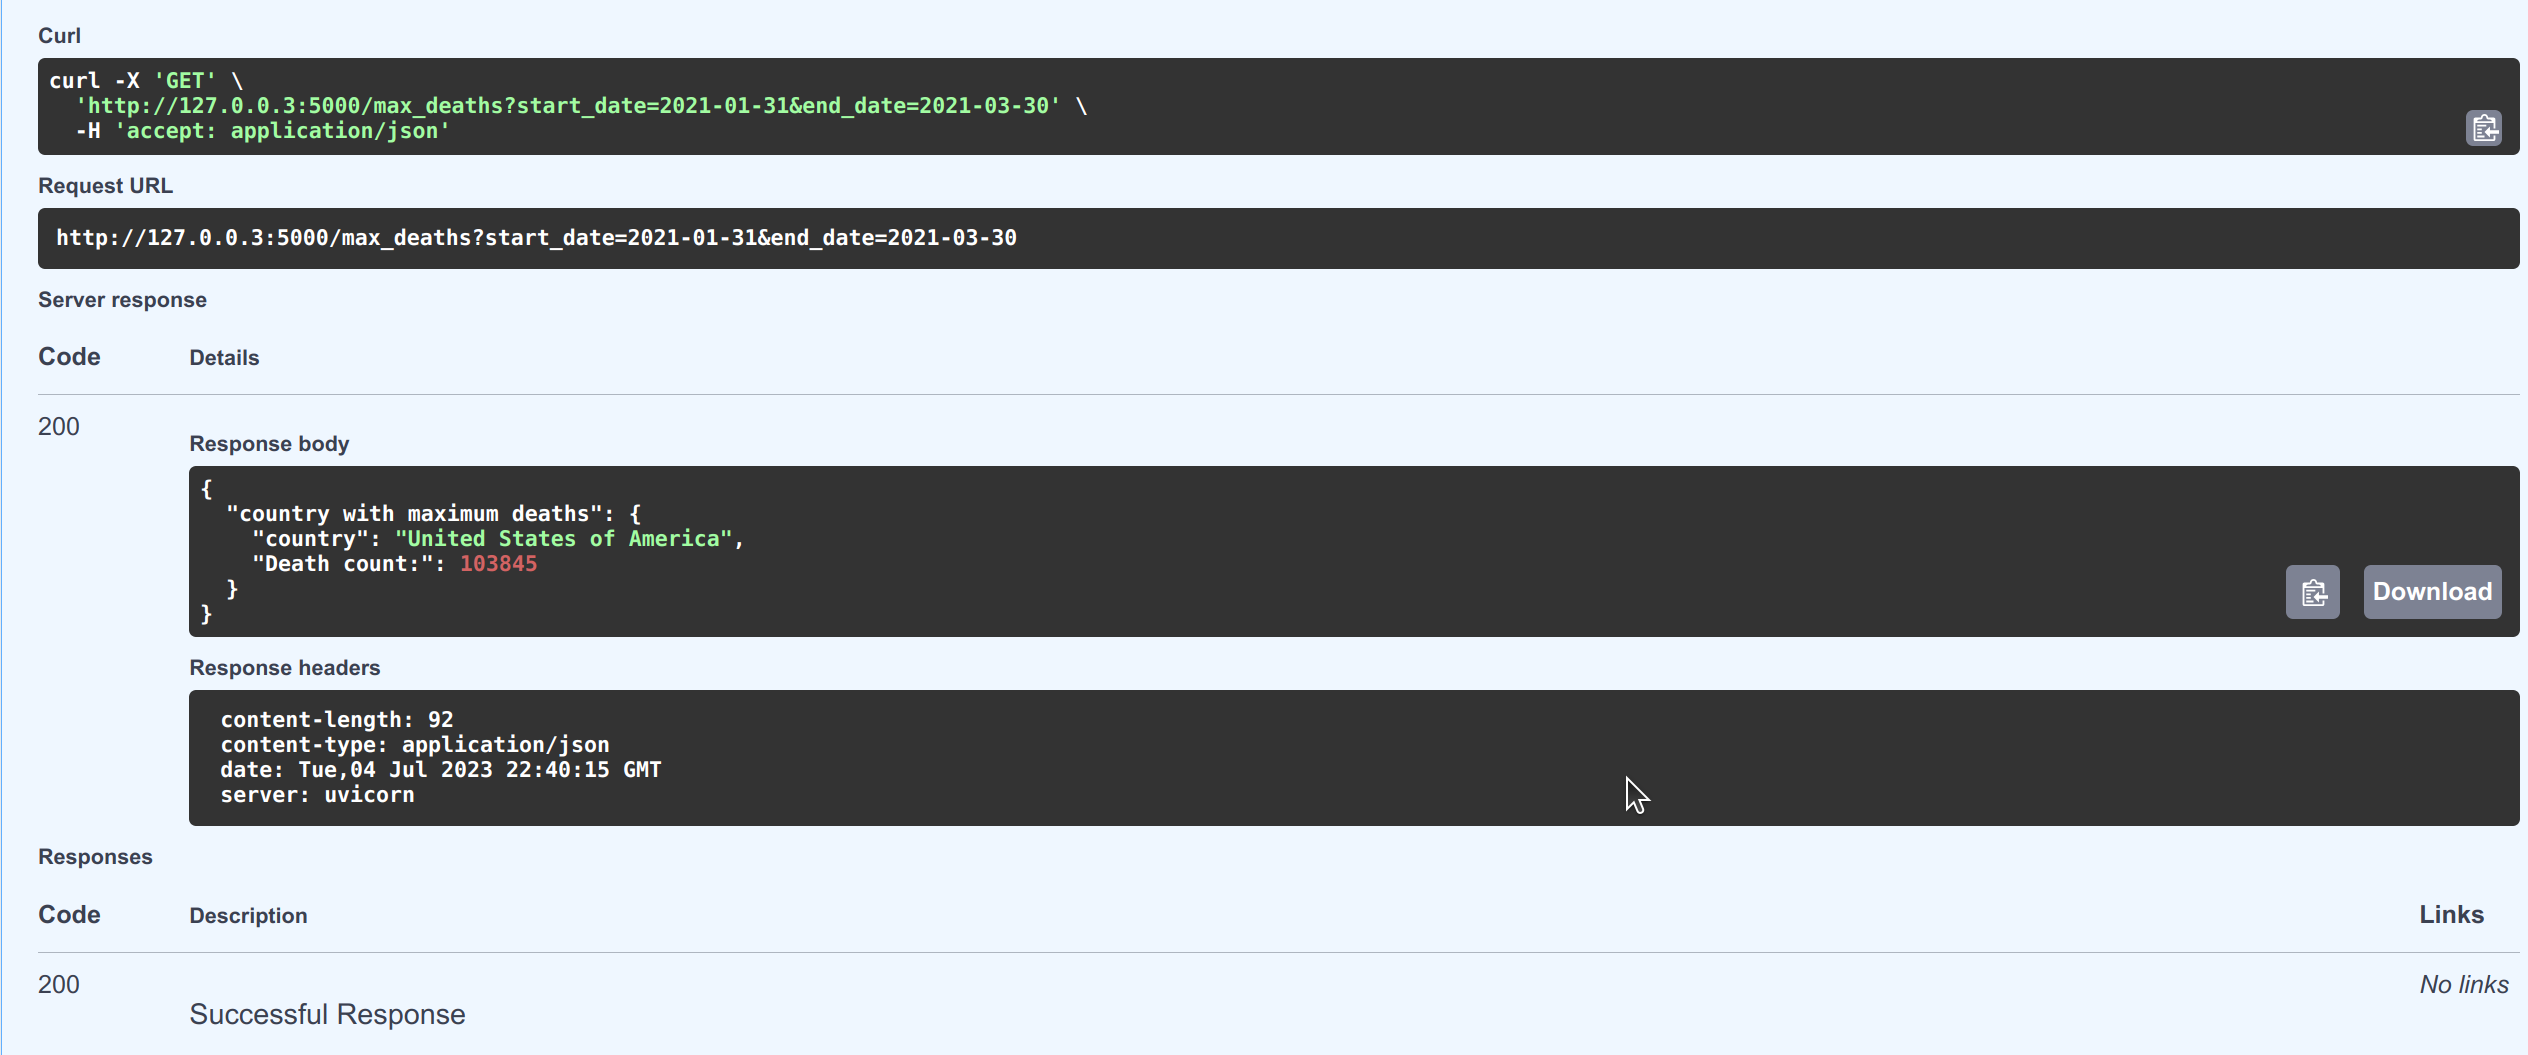 Curl
curl -X 'GET' \
  'http://127.0.0.3:5000/max_deaths?start_date=2021-01-31&end_date=2021-03-30' \
  -H 'accept: application/json'
Request URL
http://127.0.0.3:5000/max_deaths?start_date=2021-01-31&end_date=2021-03-30
Server response
Code Details
200
Response body
{
  "country with maximum deaths": {
    "country": "United States of America",
    "Death count:": 103845
  }
}
Download
Response headers
content-length: 92
content-type: application/json
date: Tue,04 Jul 2023 22:40:15 GMT
server: uvicorn
Responses
Code Description Links
200 No links
Successful Response